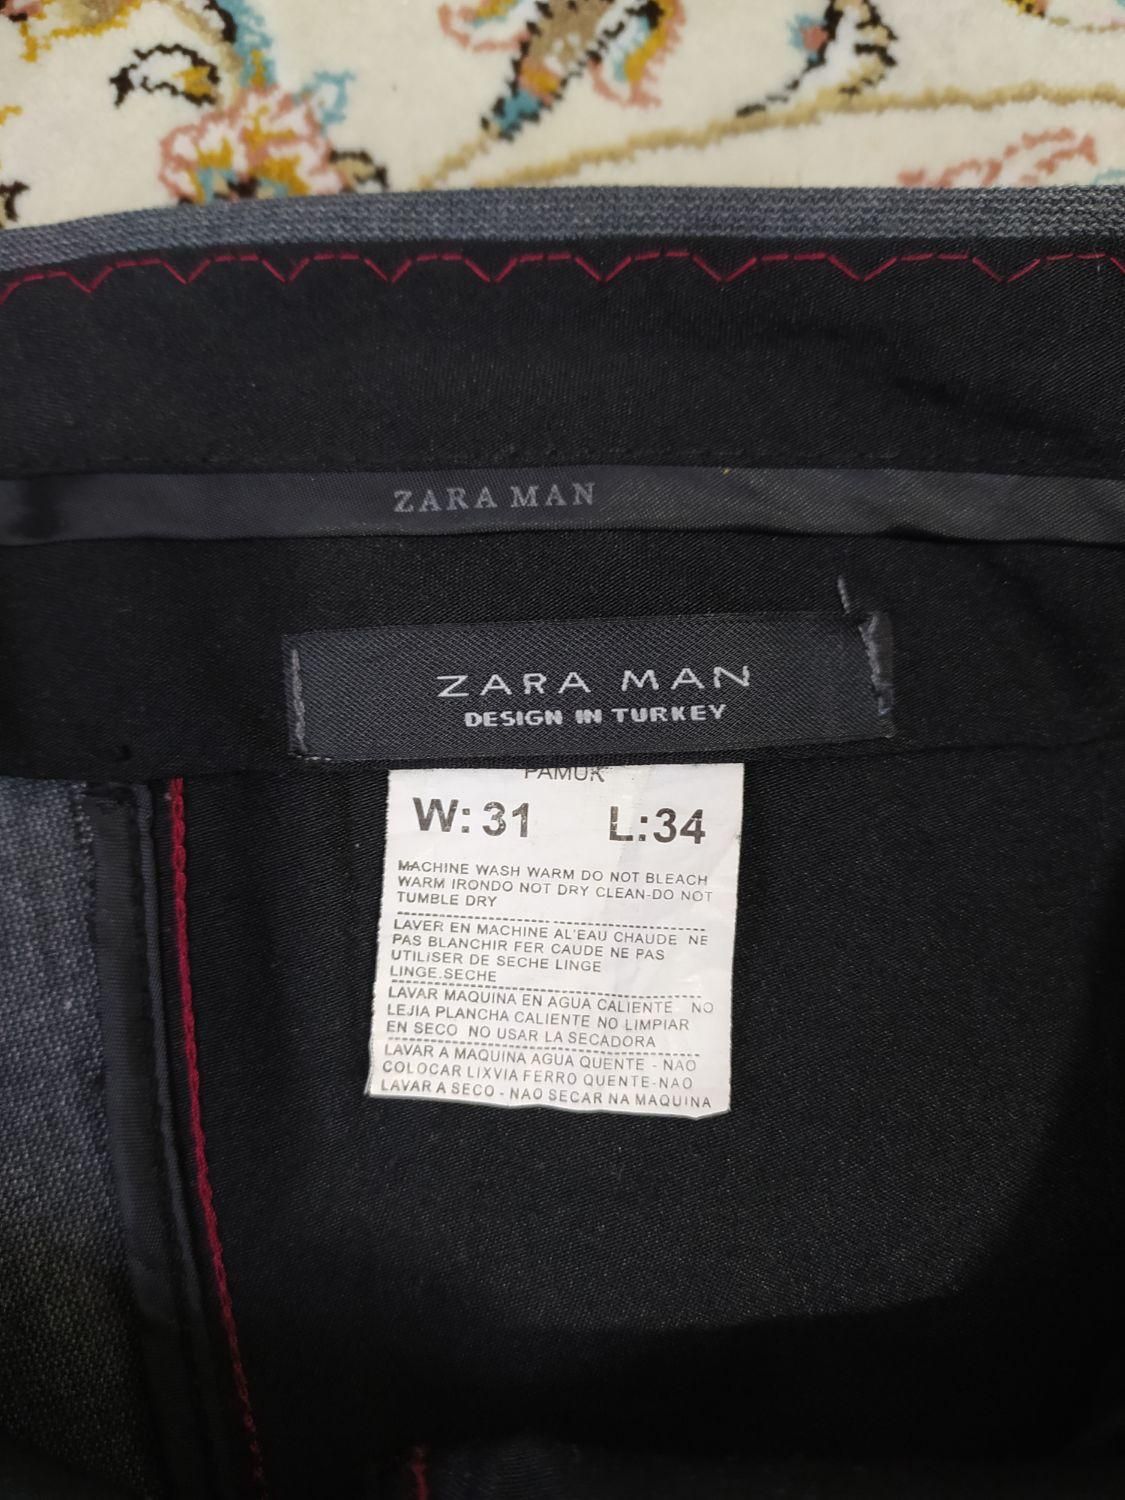 ZARA MAN
ZARA MAN
DESIGN IN TURKEY
PAMUK
W: 31 L:34
MACHINE WASH WARM DO NOT BLEACH
WARM IRONDO NOT DRY CLEAN-DO NOT
TUMBLE DRY
LAVER EN MACHINE AL'EAU CHAUDE NE
PAS BLANCHIR FER CAUDE NE PAS
UTILISER DE SECHE LINGE
LINGE.SECHE
LAVAR MAQUINA EN AGUA CALIENTE NO
LEJIA PLANCHA CALIENTE NO LIMPIAR
EN SECO NO USAR LA SECADORA
LAVAR A MAQUINA AGUA QUENTE - NAO
COLOCAR LIXVIA FERRO QUENTE-NAO
LAVAR A SECO - NAO SECAR NA MAQUINA